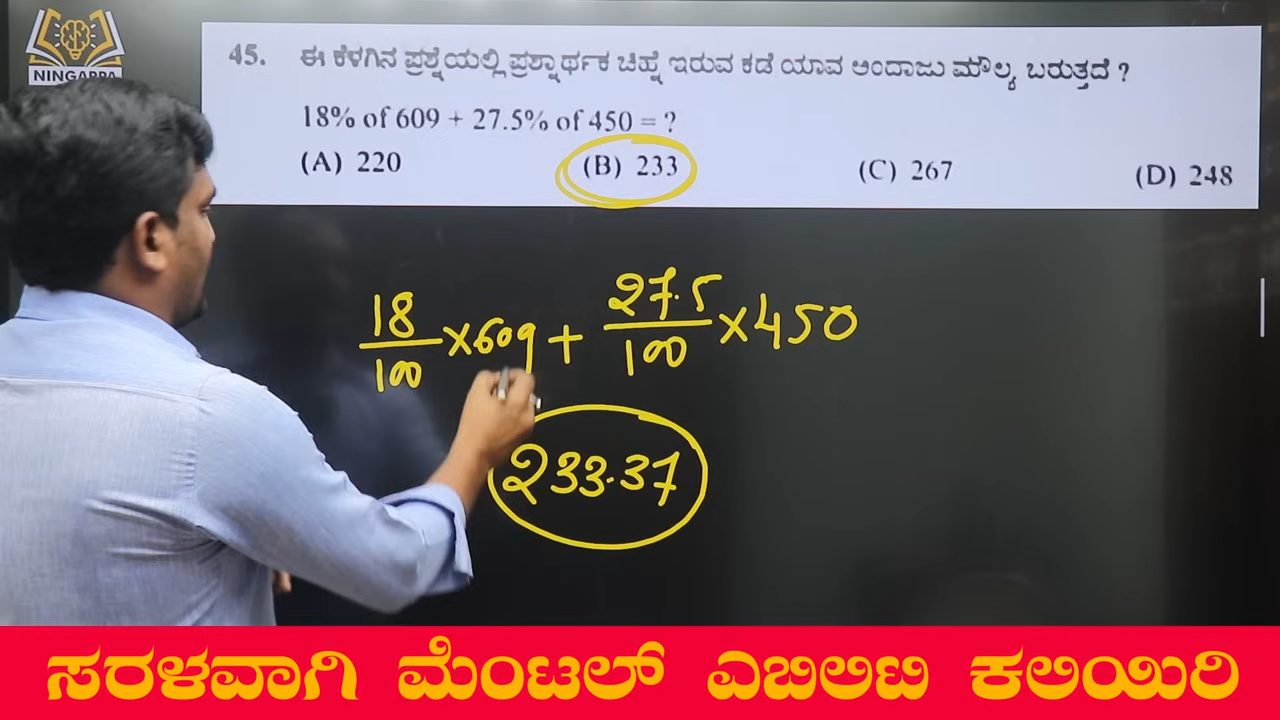 NINGAPPA
45. ಈ ಕೆಳಗಿನ ಪ್ರಶ್ನೆಯಲ್ಲಿ ಪ್ರಶ್ನಾರ್ಥಕ ಚಿಹ್ನೆ ಇರುವ ಕಡೆ ಯಾವ ಅಂದಾಜು ಮೌಲ್ಯ ಬರುತ್ತದೆ ?
18% of 609 + 27.5% of 450 = ?
(A) 220 (B) 233 (C) 267 (D) 248
18/100 × 609 + 27.5/100 × 450
233.37
ಸರಳವಾಗಿ ಮೆಂಟಲ್ ಎಬಿಲಿಟಿ ಕಲಿಯಿರಿ